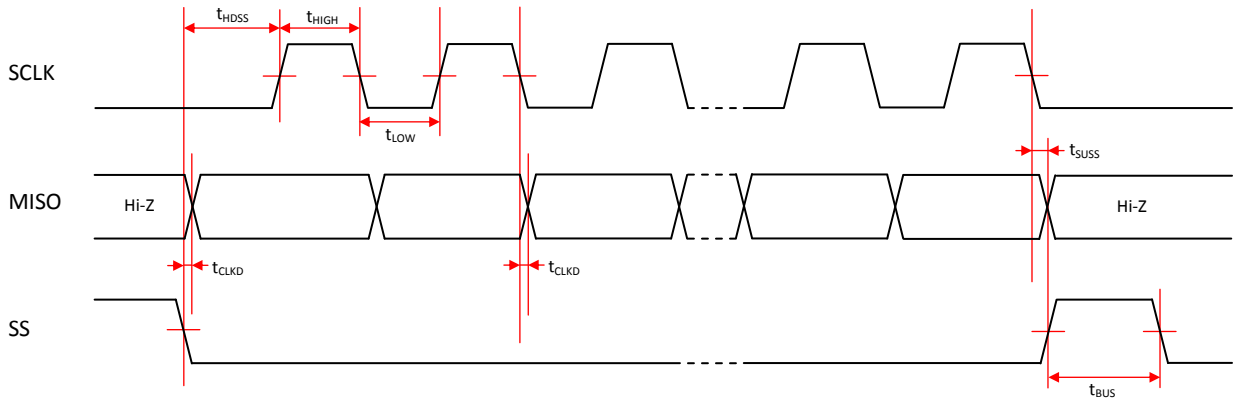 tHDSS tHIGH
SCLK
tLOW
tSUSS
MISO Hi-Z Hi-Z
tCLKD tCLKD
SS
tBUS